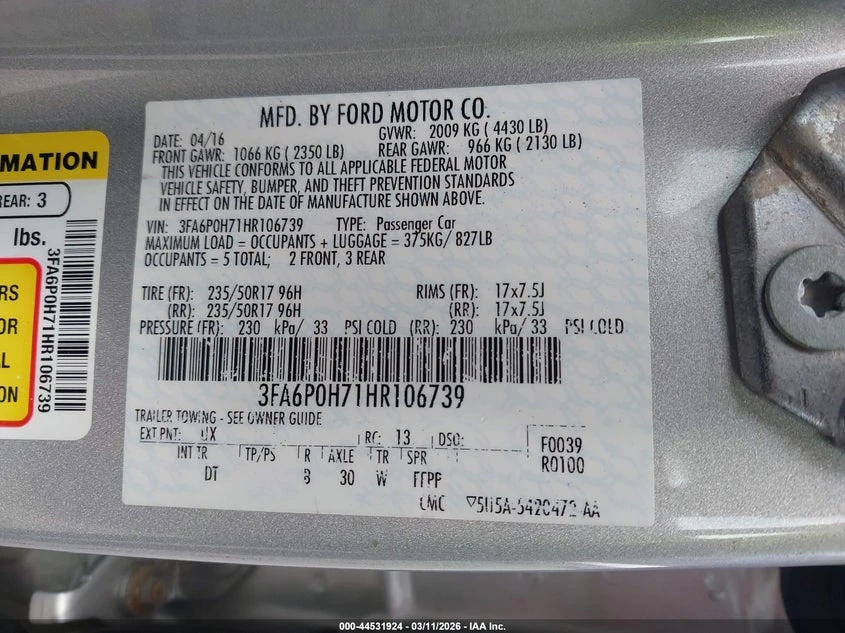 MATION
REAR: 3
lbs.
RS
OR
L
ON
3FA6P0H71HR106739
MFD. BY FORD MOTOR CO.
DATE: 04/16 GVWR: 2009 KG ( 4430 LB)
FRONT GAWR: 1066 KG ( 2350 LB) REAR GAWR: 966 KG ( 2130 LB)
THIS VEHICLE CONFORMS TO ALL APPLICABLE FEDERAL MOTOR
VEHICLE SAFETY, BUMPER, AND THEFT PREVENTION STANDARDS
IN EFFECT ON THE DATE OF MANUFACTURE SHOWN ABOVE.
VIN: 3FA6P0H71HR106739 TYPE: Passenger Car
MAXIMUM LOAD = OCCUPANTS + LUGGAGE = 375KG/ 827LB
OCCUPANTS = 5 TOTAL; 2 FRONT, 3 REAR
TIRE (FR): 235/50R17 96H RIMS (FR): 17x7.5J
(RR): 235/50R17 96H (RR): 17x7.5J
PRESSURE (FR): 230 kPa/ 33 PSI COLD (RR): 230 kPa/ 33 PSI COLD
3FA6P0H71HR106739
TRAILER TOWING - SEE OWNER GUIDE
EXT PNT: UX RC: 13 DSO: F0039
INT TR TP/PS R AXLE TR SPR R0100
DT B 30 W
000-44531924 - 03/11/2026 - IAA Inc.